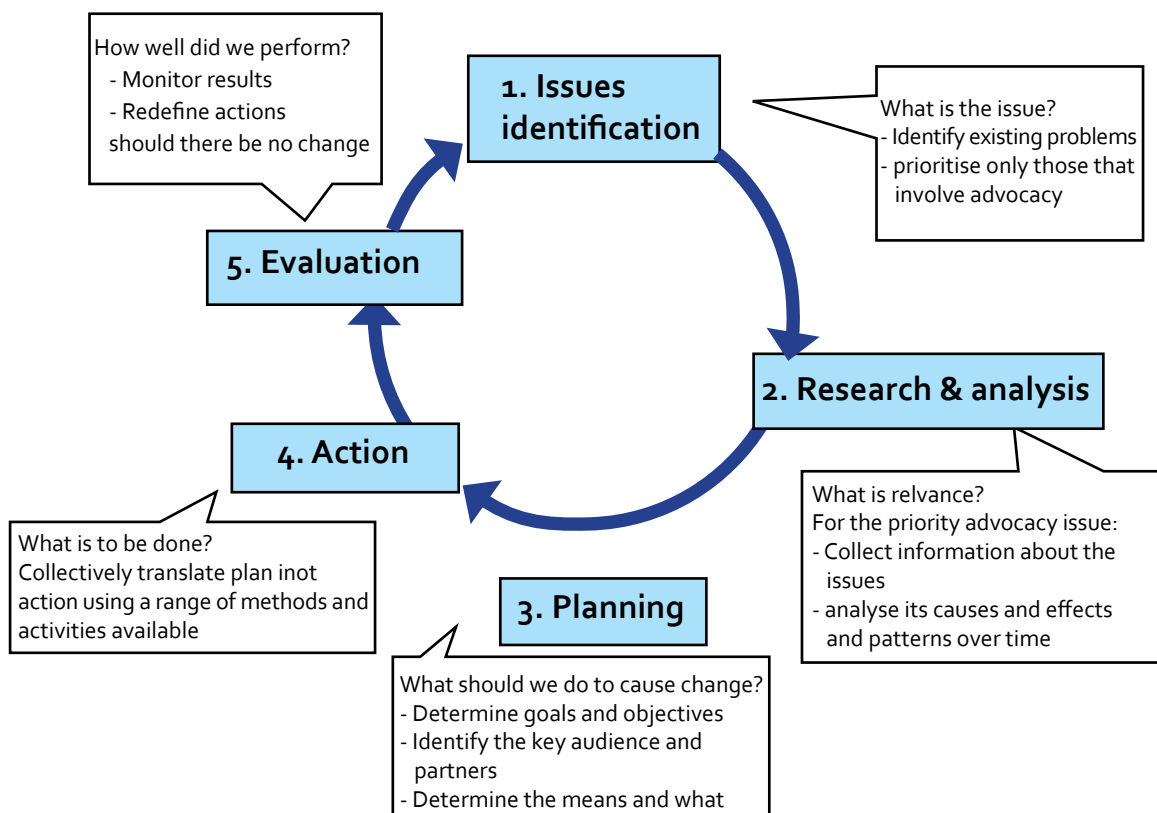 1. Issues
identification
What is the issue?
- Identify existing problems
- prioritise only those that
involve advocacy
2. Research & analysis
What is relvance?
For the priority advocacy issue:
- Collect information about the
issues
- analyse its causes and effects
and patterns over time
3. Planning
What should we do to cause change?
- Determine goals and objectives
- Identify the key audience and
partners
- Determine the means and what
4. Action
What is to be done?
Collectively translate plan inot
action using a range of methods and
activities available
5. Evaluation
How well did we perform?
- Monitor results
- Redefine actions
should there be no change